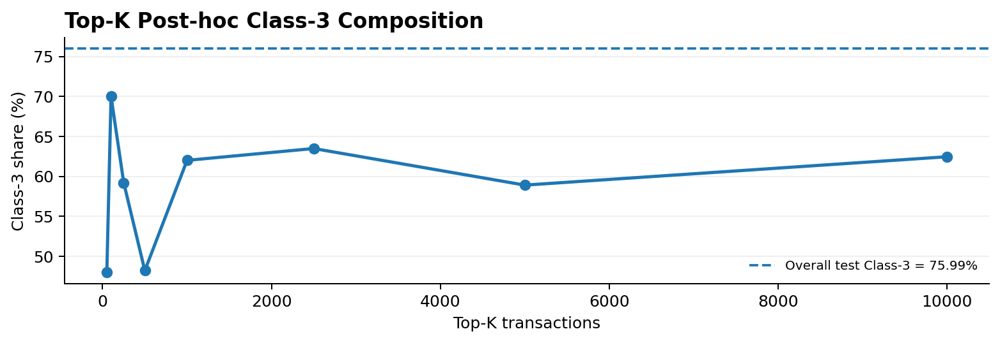 Top-K Post-hoc Class-3 Composition
Class-3 share (%)
75
70
65
60
55
50
Overall test Class-3 = 75.99%
0 2000 4000 6000 8000 10000
Top-K transactions